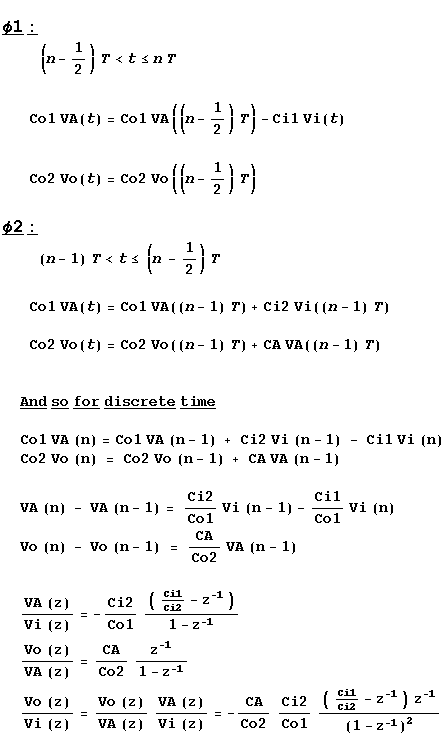 ϕ1 :
(n - 1/2) T < t ≤ n T
Co1 VA(t) = Co1 VA((n - 1/2) T) - Ci1 Vi(t)
Co2 Vo(t) = Co2 Vo((n - 1/2) T)
ϕ2 :
(n - 1) T < t ≤ (n - 1/2) T
Co1 VA(t) = Co1 VA((n - 1) T) + Ci2 Vi((n - 1) T)
Co2 Vo(t) = Co2 Vo((n - 1) T) + CA VA((n - 1) T)
And so for discrete time
Co1 VA (n) = Co1 VA (n - 1) + Ci2 Vi (n - 1) - Ci1 Vi (n)
Co2 Vo (n) = Co2 Vo (n - 1) + CA VA (n - 1)
VA (n) - VA (n - 1) = Ci2/Co1 Vi (n - 1) - Ci1/Co1 Vi (n)
Vo (n) - Vo (n - 1) = CA/Co2 VA (n - 1)
VA (z)/Vi (z) = - Ci2/Co1 (Ci1/Ci2 - z⁻¹)/(1 - z⁻¹)
Vo (z)/VA (z) = CA/Co2 z⁻¹/(1 - z⁻¹)
Vo (z)/Vi (z) = Vo (z)/VA (z) VA (z)/Vi (z) = - CA/Co2 Ci2/Co1 (Ci1/Ci2 - z⁻¹) z⁻¹/(1 - z⁻¹)²